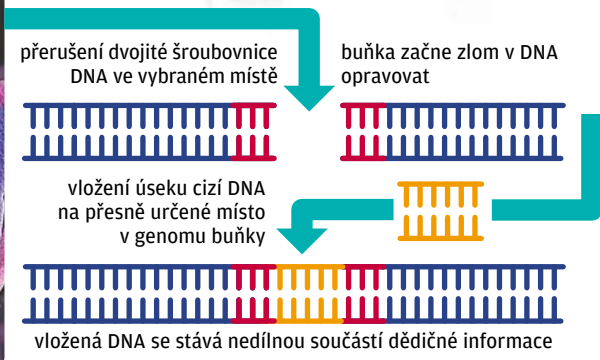 přerušení dvojité šroubovnice
DNA ve vybraném místě
buňka začne zlom v DNA
opravovat
vložení úseku cizí DNA
na přesně určené místo
v genomu buňky
vložená DNA se stává nedílnou součástí dědičné informace